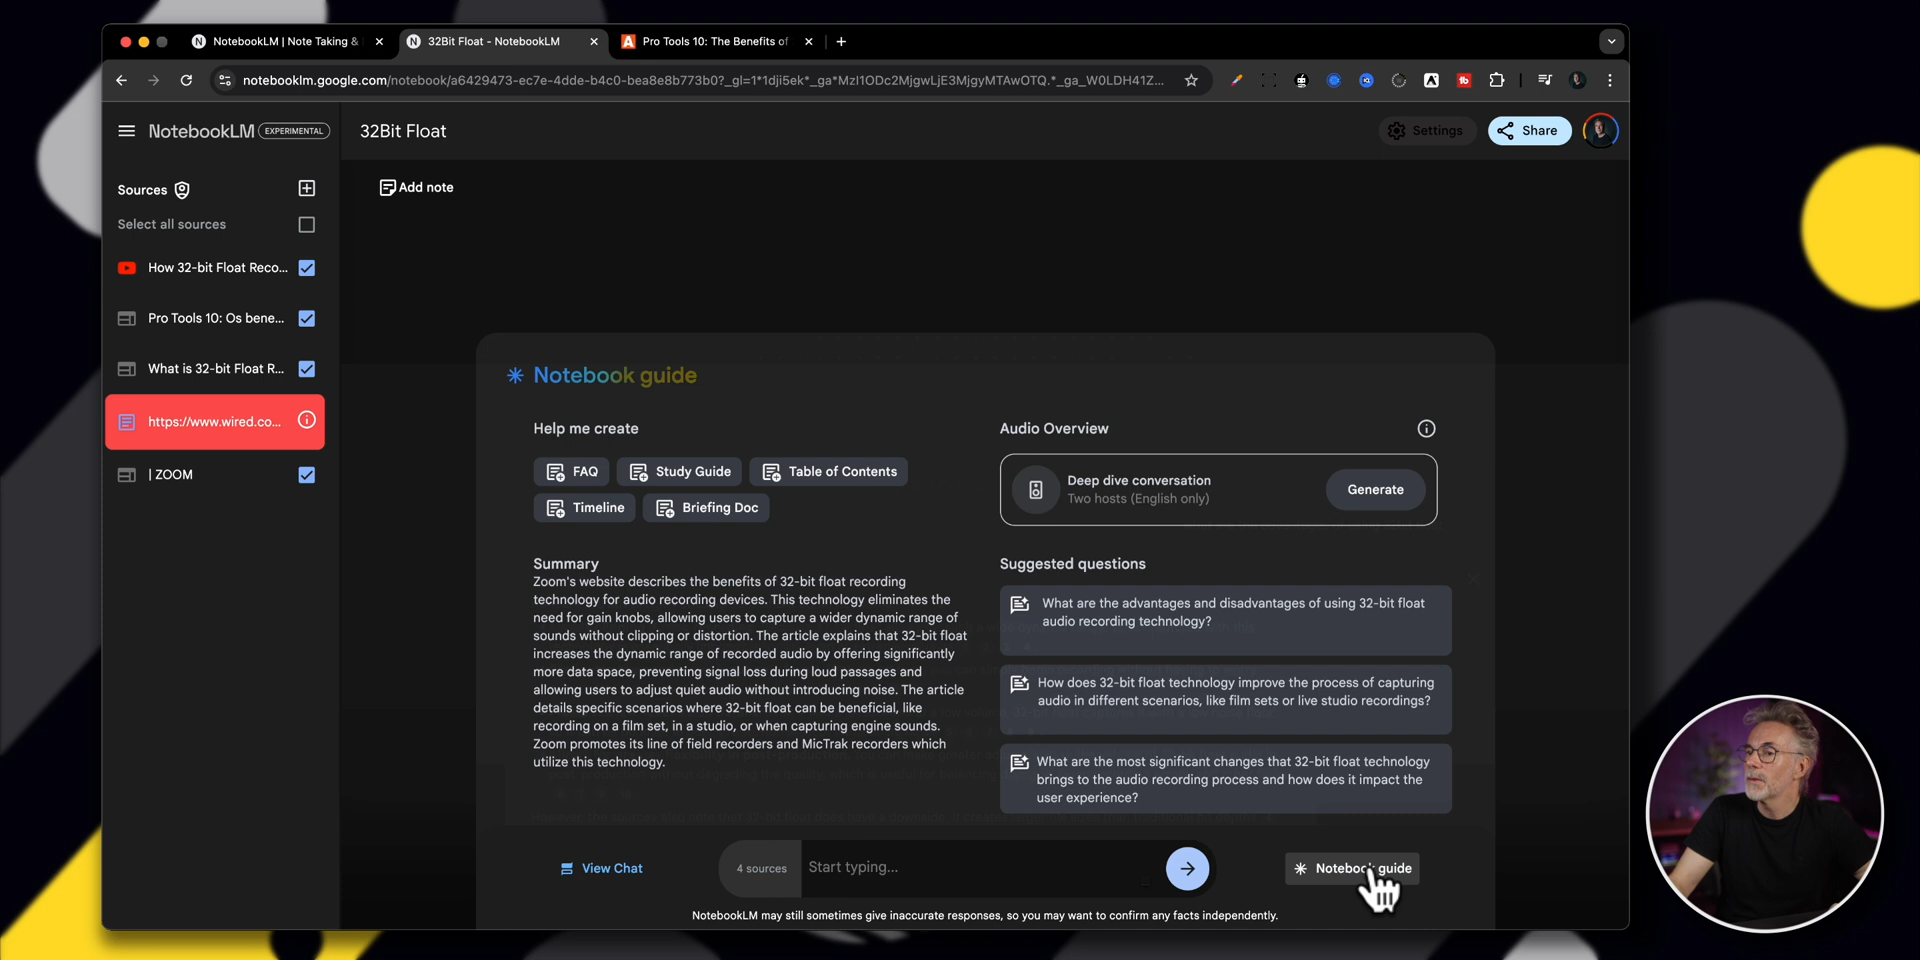 NotebookLM | Note Taking &
32Bit Float - NotebookLM
Pro Tools 10: The Benefits of
notebooklm.google.com/notebook/a6429473-ec7e-4dde-b4c0-bea8e8b773b0?_gl=1*1dji5ek*_ga*MzI1ODc2MjgwLjE3MjgyMTAwOTQ.*_ga_W0LDH41Z...
NotebookLM EXPERIMENTAL
32Bit Float
Settings
Share
Sources
Add note
Select all sources
How 32-bit Float Reco...
Pro Tools 10: Os bene...
What is 32-bit Float R...
https://www.wired.co...
| ZOOM
Notebook guide
Help me create
FAQ
Study Guide
Table of Contents
Timeline
Briefing Doc
Audio Overview
Deep dive conversation
Two hosts (English only)
Generate
Summary
Zoom's website describes the benefits of 32-bit float recording
technology for audio recording devices. This technology eliminates the
need for gain knobs, allowing users to capture a wider dynamic range of
sounds without clipping or distortion. The article explains that 32-bit float
increases the dynamic range of recorded audio by offering significantly
more data space, preventing signal loss during loud passages and
allowing users to adjust quiet audio without introducing noise. The article
details specific scenarios where 32-bit float can be beneficial, like
recording on a film set, in a studio, or when capturing engine sounds.
Zoom promotes its line of field recorders and MicTrak recorders which
utilize this technology.
Suggested questions
What are the advantages and disadvantages of using 32-bit float
audio recording technology?
How does 32-bit float technology improve the process of capturing
audio in different scenarios, like film sets or live studio recordings?
What are the most significant changes that 32-bit float technology
brings to the audio recording process and how does it impact the
user experience?
View Chat
4 sources
Start typing...
Notebook guide
NotebookLM may still sometimes give inaccurate responses, so you may want to confirm any facts independently.